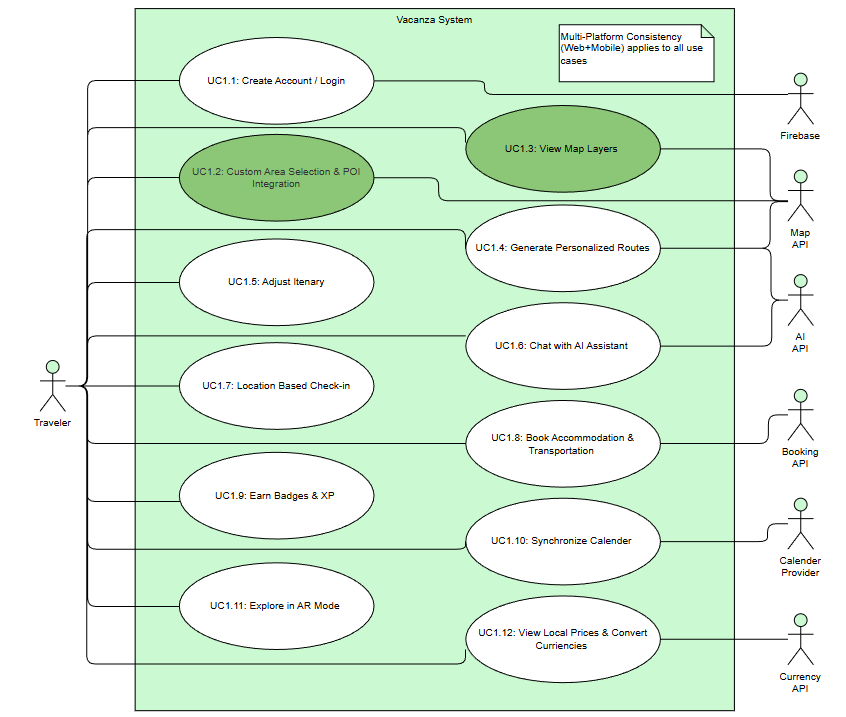 Vacanza System
Multi-Platform Consistency
(Web+Mobile) applies to all use
cases
UC1.1: Create Account / Login
Firebase
UC1.3: View Map Layers
UC1.2: Custom Area Selection & POI
Integration
Map
API
UC1.4: Generate Personalized Routes
UC1.5: Adjust Itenary
AI
API
UC1.6: Chat with AI Assistant
UC1.7: Location Based Check-in
Traveler
UC1.8: Book Accommodation &
Transportation
Booking
API
UC1.9: Earn Badges & XP
UC1.10: Synchronize Calender
Calender
Provider
UC1.11: Explore in AR Mode
UC1.12: View Local Prices & Convert
Curriencies
Currency
API